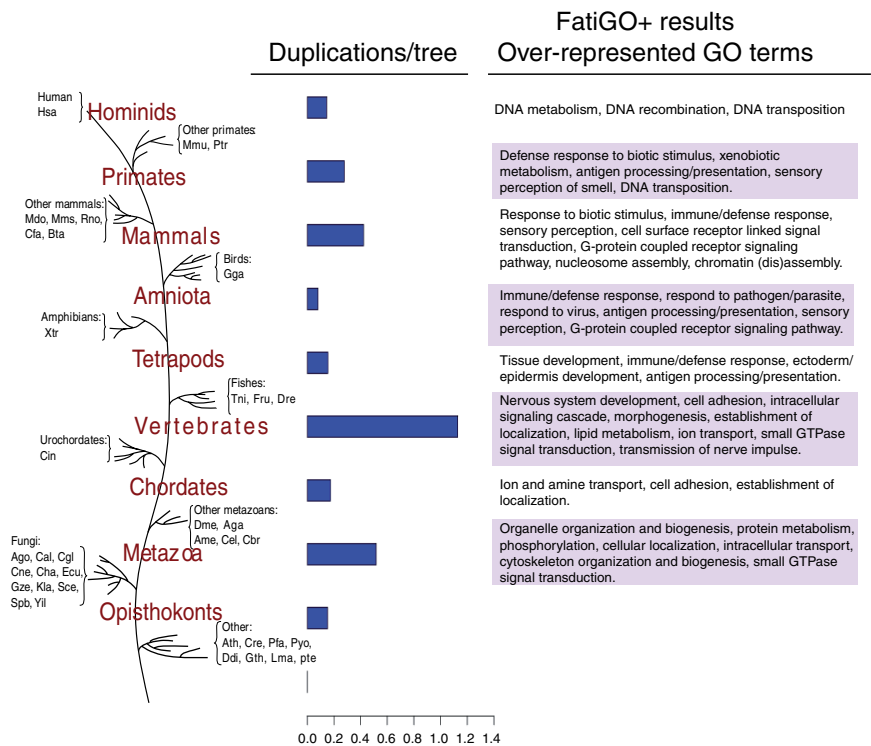 FatiGO+ results
Duplications/tree
Over-represented GO terms
Human
Hsa
Hominids
DNA metabolism, DNA recombination, DNA transposition
Other primates:
Mmu, Ptr
Primates
Defense response to biotic stimulus, xenobiotic
metabolism, antigen processing/presentation, sensory
perception of smell, DNA transposition.
Other mammals:
Mdo, Mms, Rno,
Cfa, Bta
Mammals
Response to biotic stimulus, immune/defense response,
sensory perception, cell surface receptor linked signal
transduction, G-protein coupled receptor signaling
pathway, nucleosome assembly, chromatin (dis)assembly.
Birds:
Gga
Amniota
Immune/defense response, respond to pathogen/parasite,
respond to virus, antigen processing/presentation, sensory
perception, G-protein coupled receptor signaling pathway.
Amphibians:
Xtr
Tetrapods
Tissue development, immune/defense response, ectoderm/
epidermis development, antigen processing/presentation.
Fishes:
Tni, Fru, Dre
Vertebrates
Nervous system development, cell adhesion, intracellular
signaling cascade, morphogenesis, establishment of
localization, lipid metabolism, ion transport, small GTPase
signal transduction, transmission of nerve impulse.
Urochordates:
Cin
Chordates
Ion and amine transport, cell adhesion, establishment of
localization.
Other metazoans:
Dme, Aga
Ame, Cel, Cbr
Metazoa
Organelle organization and biogenesis, protein metabolism,
phosphorylation, cellular localization, intracellular transport,
cytoskeleton organization and biogenesis, small GTPase
signal transduction.
Fungi:
Ago, Cal, Cgl
Cne, Cha, Ecu,
Gze, Kla, Sce,
Spb, Yil
Opisthokonts
Other:
Ath, Cre, Pfa, Pyo,
Ddi, Gth, Lma, pte
0.0 0.2 0.4 0.6 0.8 1.0 1.2 1.4